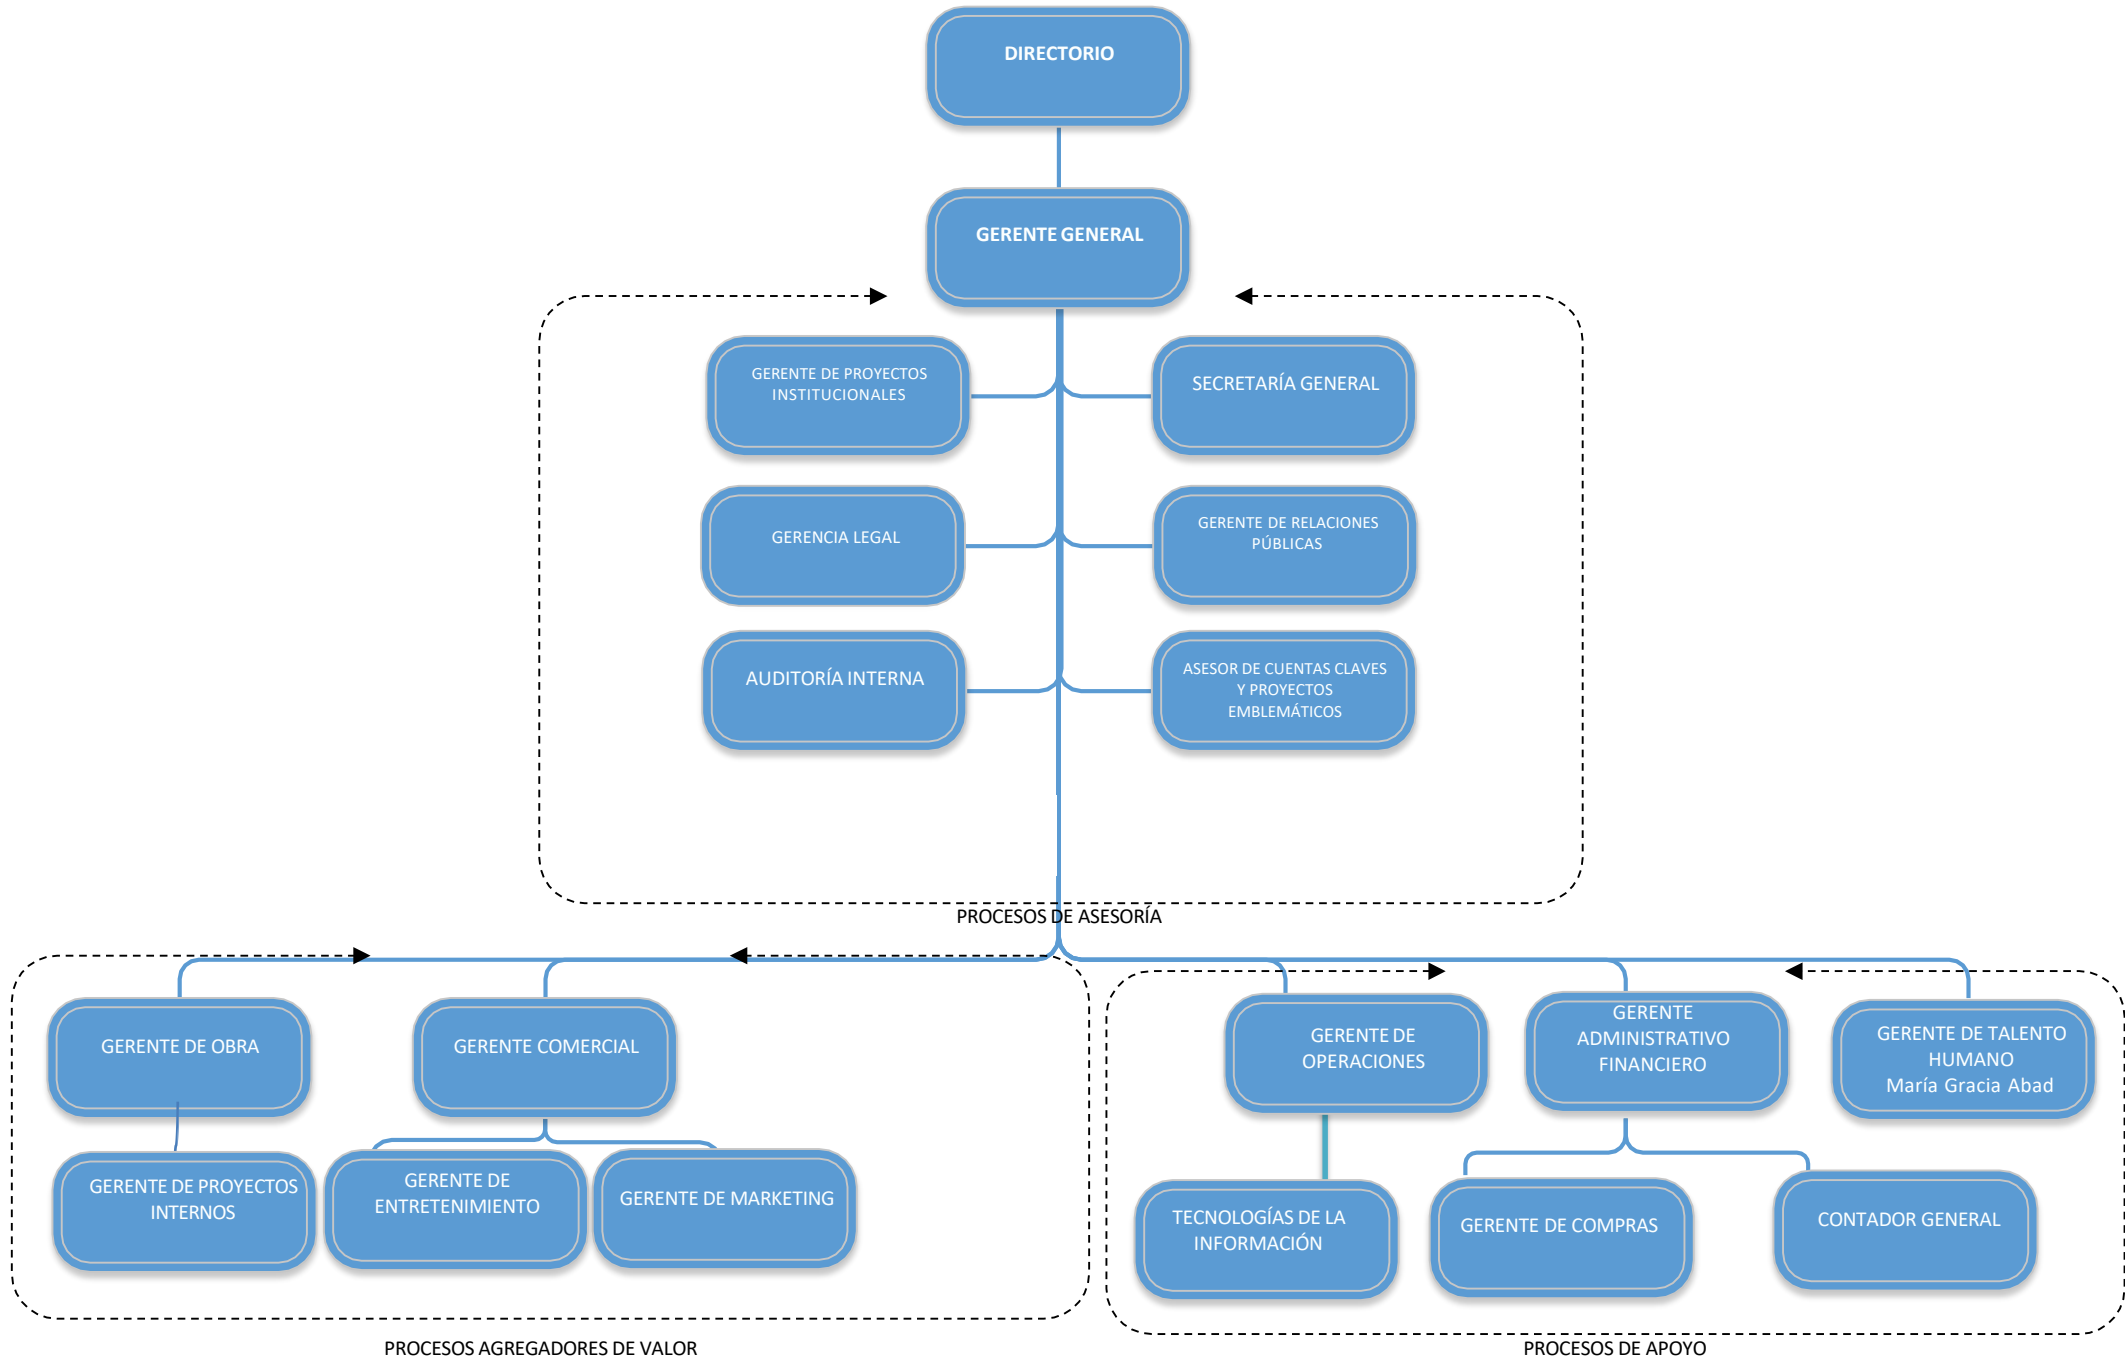 DIRECTORIO
GERENTE GENERAL
GERENTE DE PROYECTOS
INSTITUCIONALES
SECRETARÍA GENERAL
GERENCIA LEGAL
GERENTE DE RELACIONES
PÚBLICAS
AUDITORÍA INTERNA
ASESOR DE CUENTAS CLAVES
Y PROYECTOS
EMBLEMÁTICOS
PROCESOS DE ASESORÍA
GERENTE DE OBRA
GERENTE COMERCIAL
GERENTE DE
OPERACIONES
GERENTE
ADMINISTRATIVO
FINANCIERO
GERENTE DE TALENTO
HUMANO
María Gracia Abad
GERENTE DE PROYECTOS
INTERNOS
GERENTE DE
ENTRETENIMIENTO
GERENTE DE MARKETING
TECNOLOGÍAS DE LA
INFORMACIÓN
GERENTE DE COMPRAS
CONTADOR GENERAL
PROCESOS AGREGADORES DE VALOR
PROCESOS DE APOYO